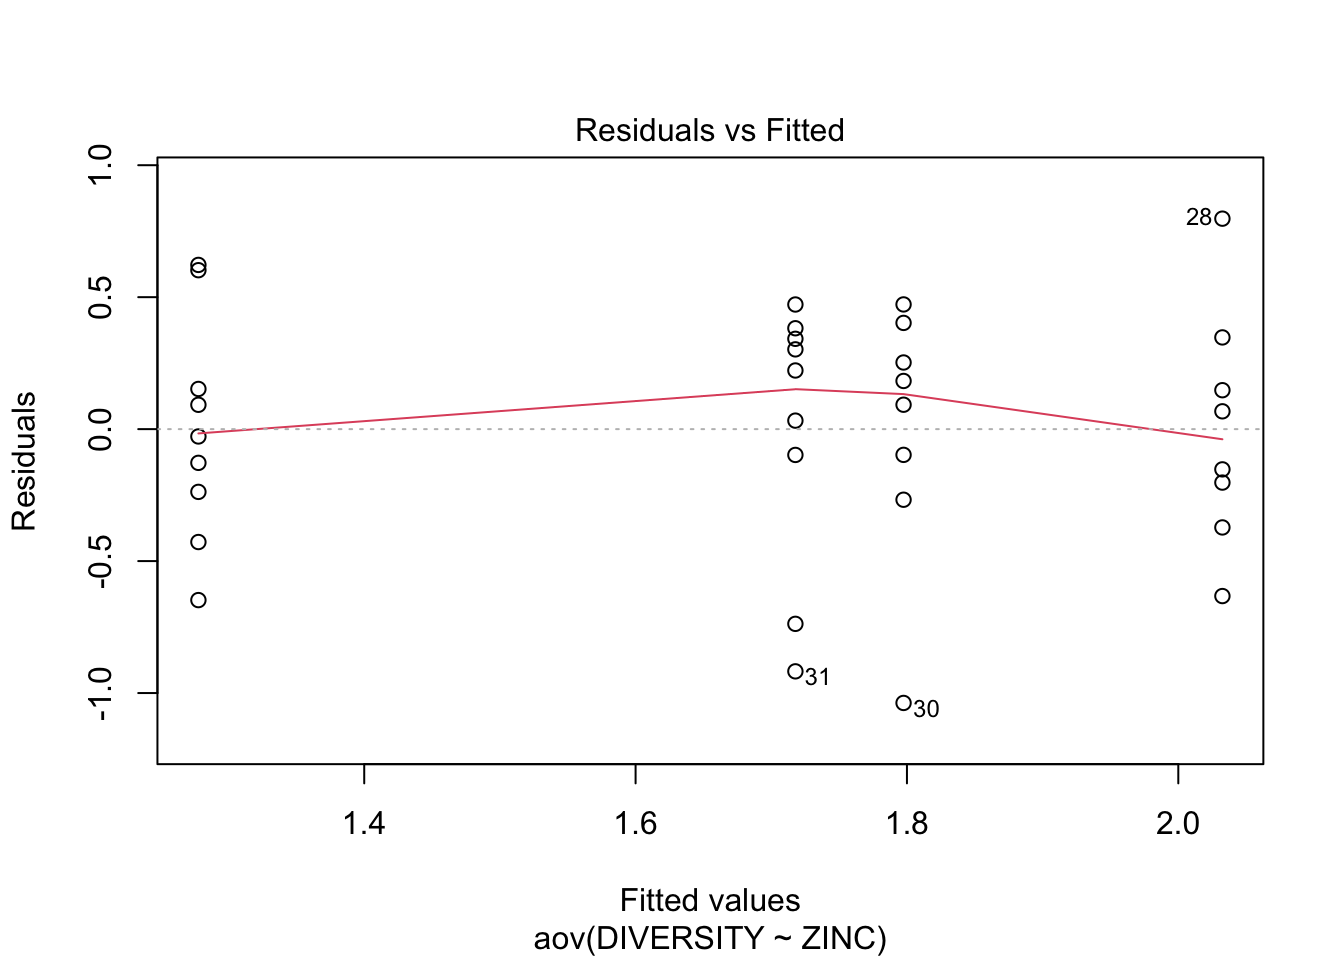 Residuals vs Fitted
1.0
0.5
0.0
-0.5
-1.0
Residuals
28
31
30
1.4 1.6 1.8 2.0
Fitted values
aov(DIVERSITY ~ ZINC)